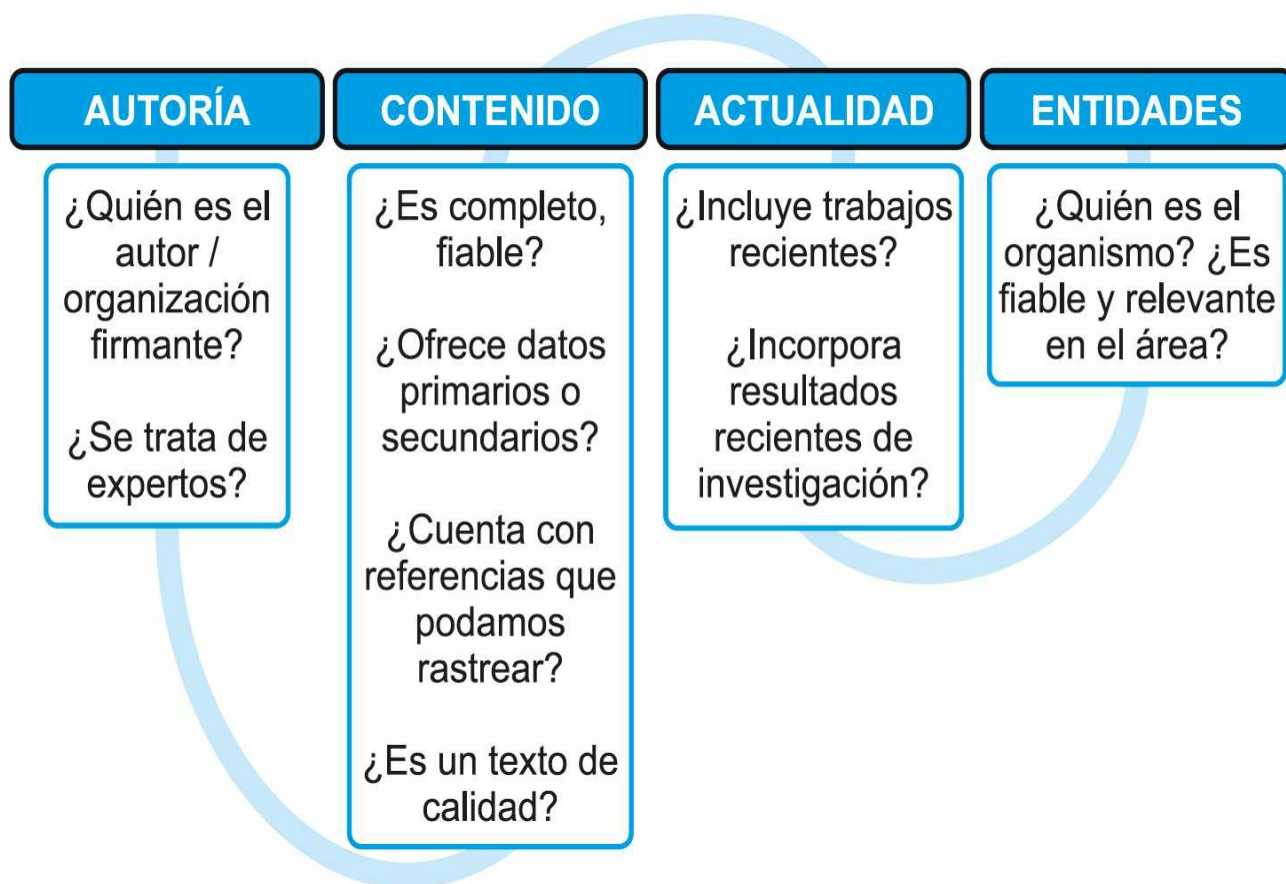 AUTORÍA
¿Quién es el
autor /
organización
firmante?
¿Se trata de
expertos?
CONTENIDO
¿Es completo,
fiable?
¿Ofrece datos
primarios o
secundarios?
¿Cuenta con
referencias que
podamos
rastrear?
¿Es un texto de
calidad?
ACTUALIDAD
¿Incluye trabajos
recientes?
¿Incorpora
resultados
recientes de
investigación?
ENTIDADES
¿Quién es el
organismo? ¿Es
fiable y relevante
en el área?